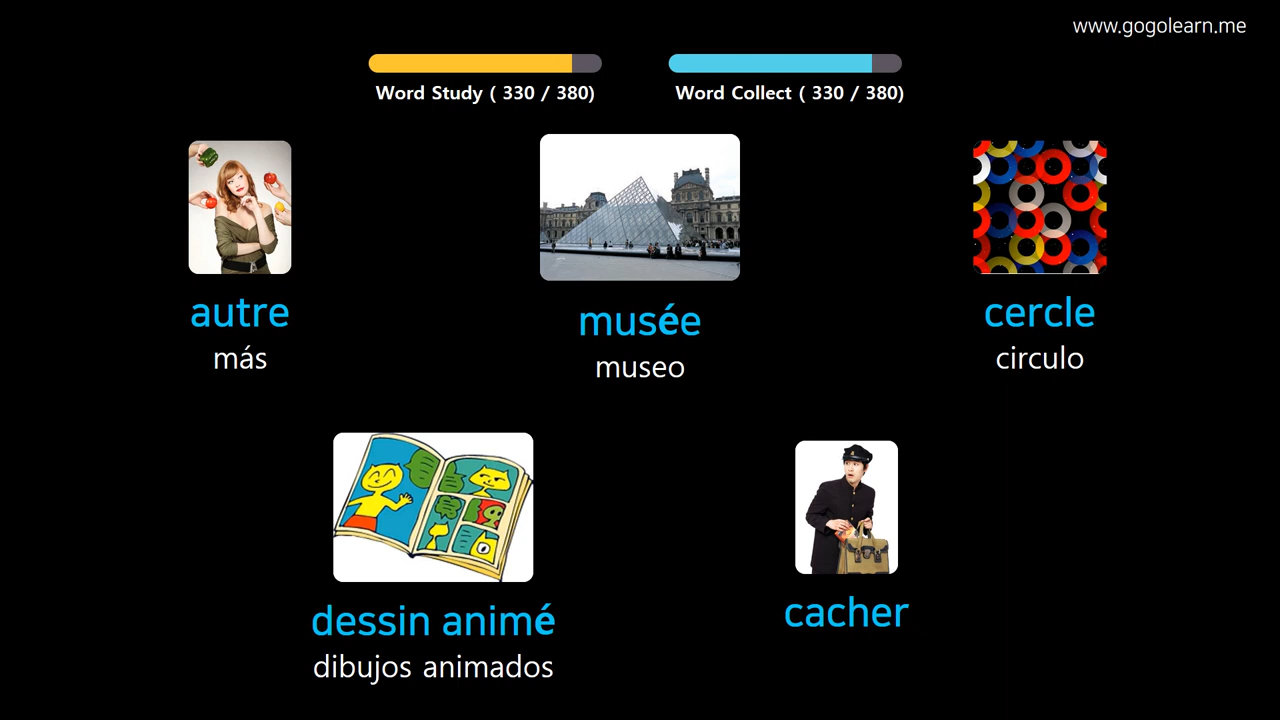 www.gogolearn.me
Word Study ( 330 / 380)
Word Collect ( 330 / 380)
autre
más
musée
museo
cercle
circulo
dessin animé
dibujos animados
cacher